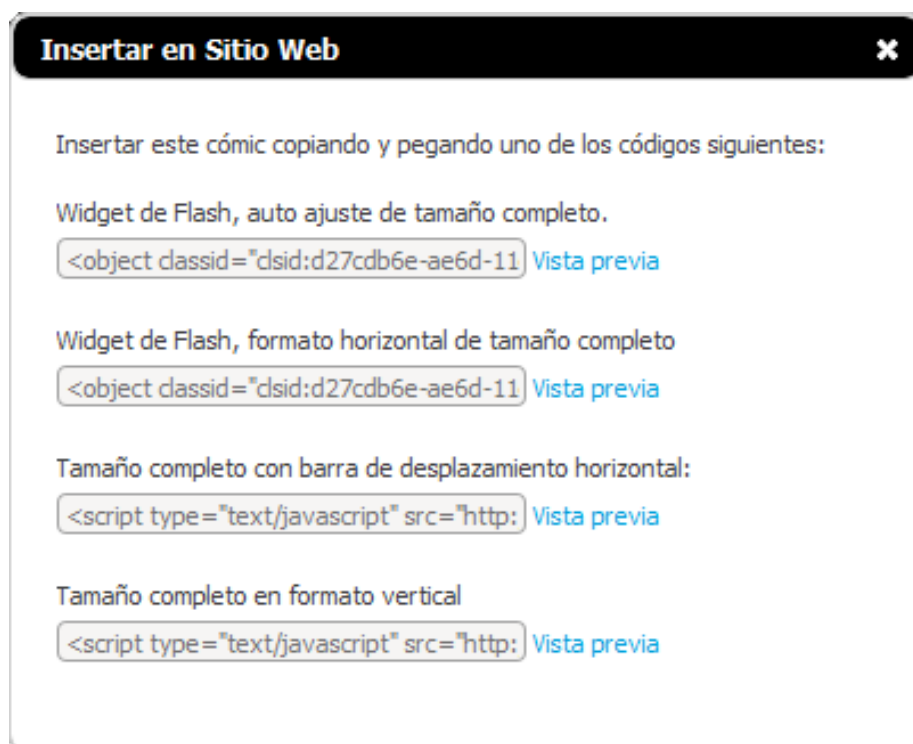 Insertar en Sitio Web
Insertar este cómic copiando y pegando uno de los códigos siguientes:
Widget de Flash, auto ajuste de tamaño completo.
<object classid="clsid:d27cdb6e-ae6d-11 Vista previa
Widget de Flash, formato horizontal de tamaño completo
<object classid="clsid:d27cdb6e-ae6d-11 Vista previa
Tamaño completo con barra de desplazamiento horizontal:
<script type="text/javascript" src="http: Vista previa
Tamaño completo en formato vertical
<script type="text/javascript" src="http: Vista previa